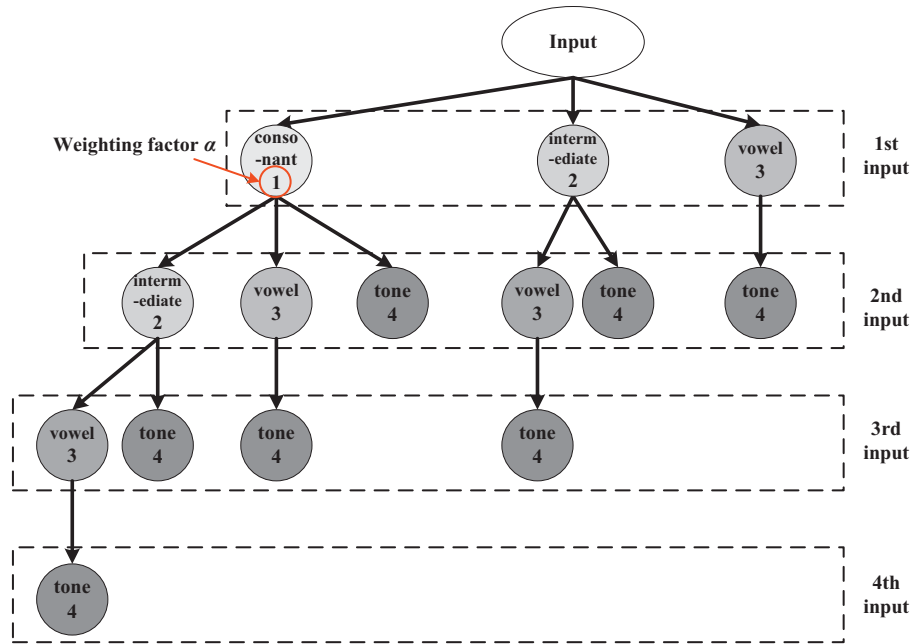 Input
Weighting factor α
conso
-nant
1
interm
-ediate
2
vowel
3
1st
input
interm
-ediate
2
vowel
3
tone
4
vowel
3
tone
4
tone
4
2nd
input
vowel
3
tone
4
tone
4
tone
4
3rd
input
tone
4
4th
input